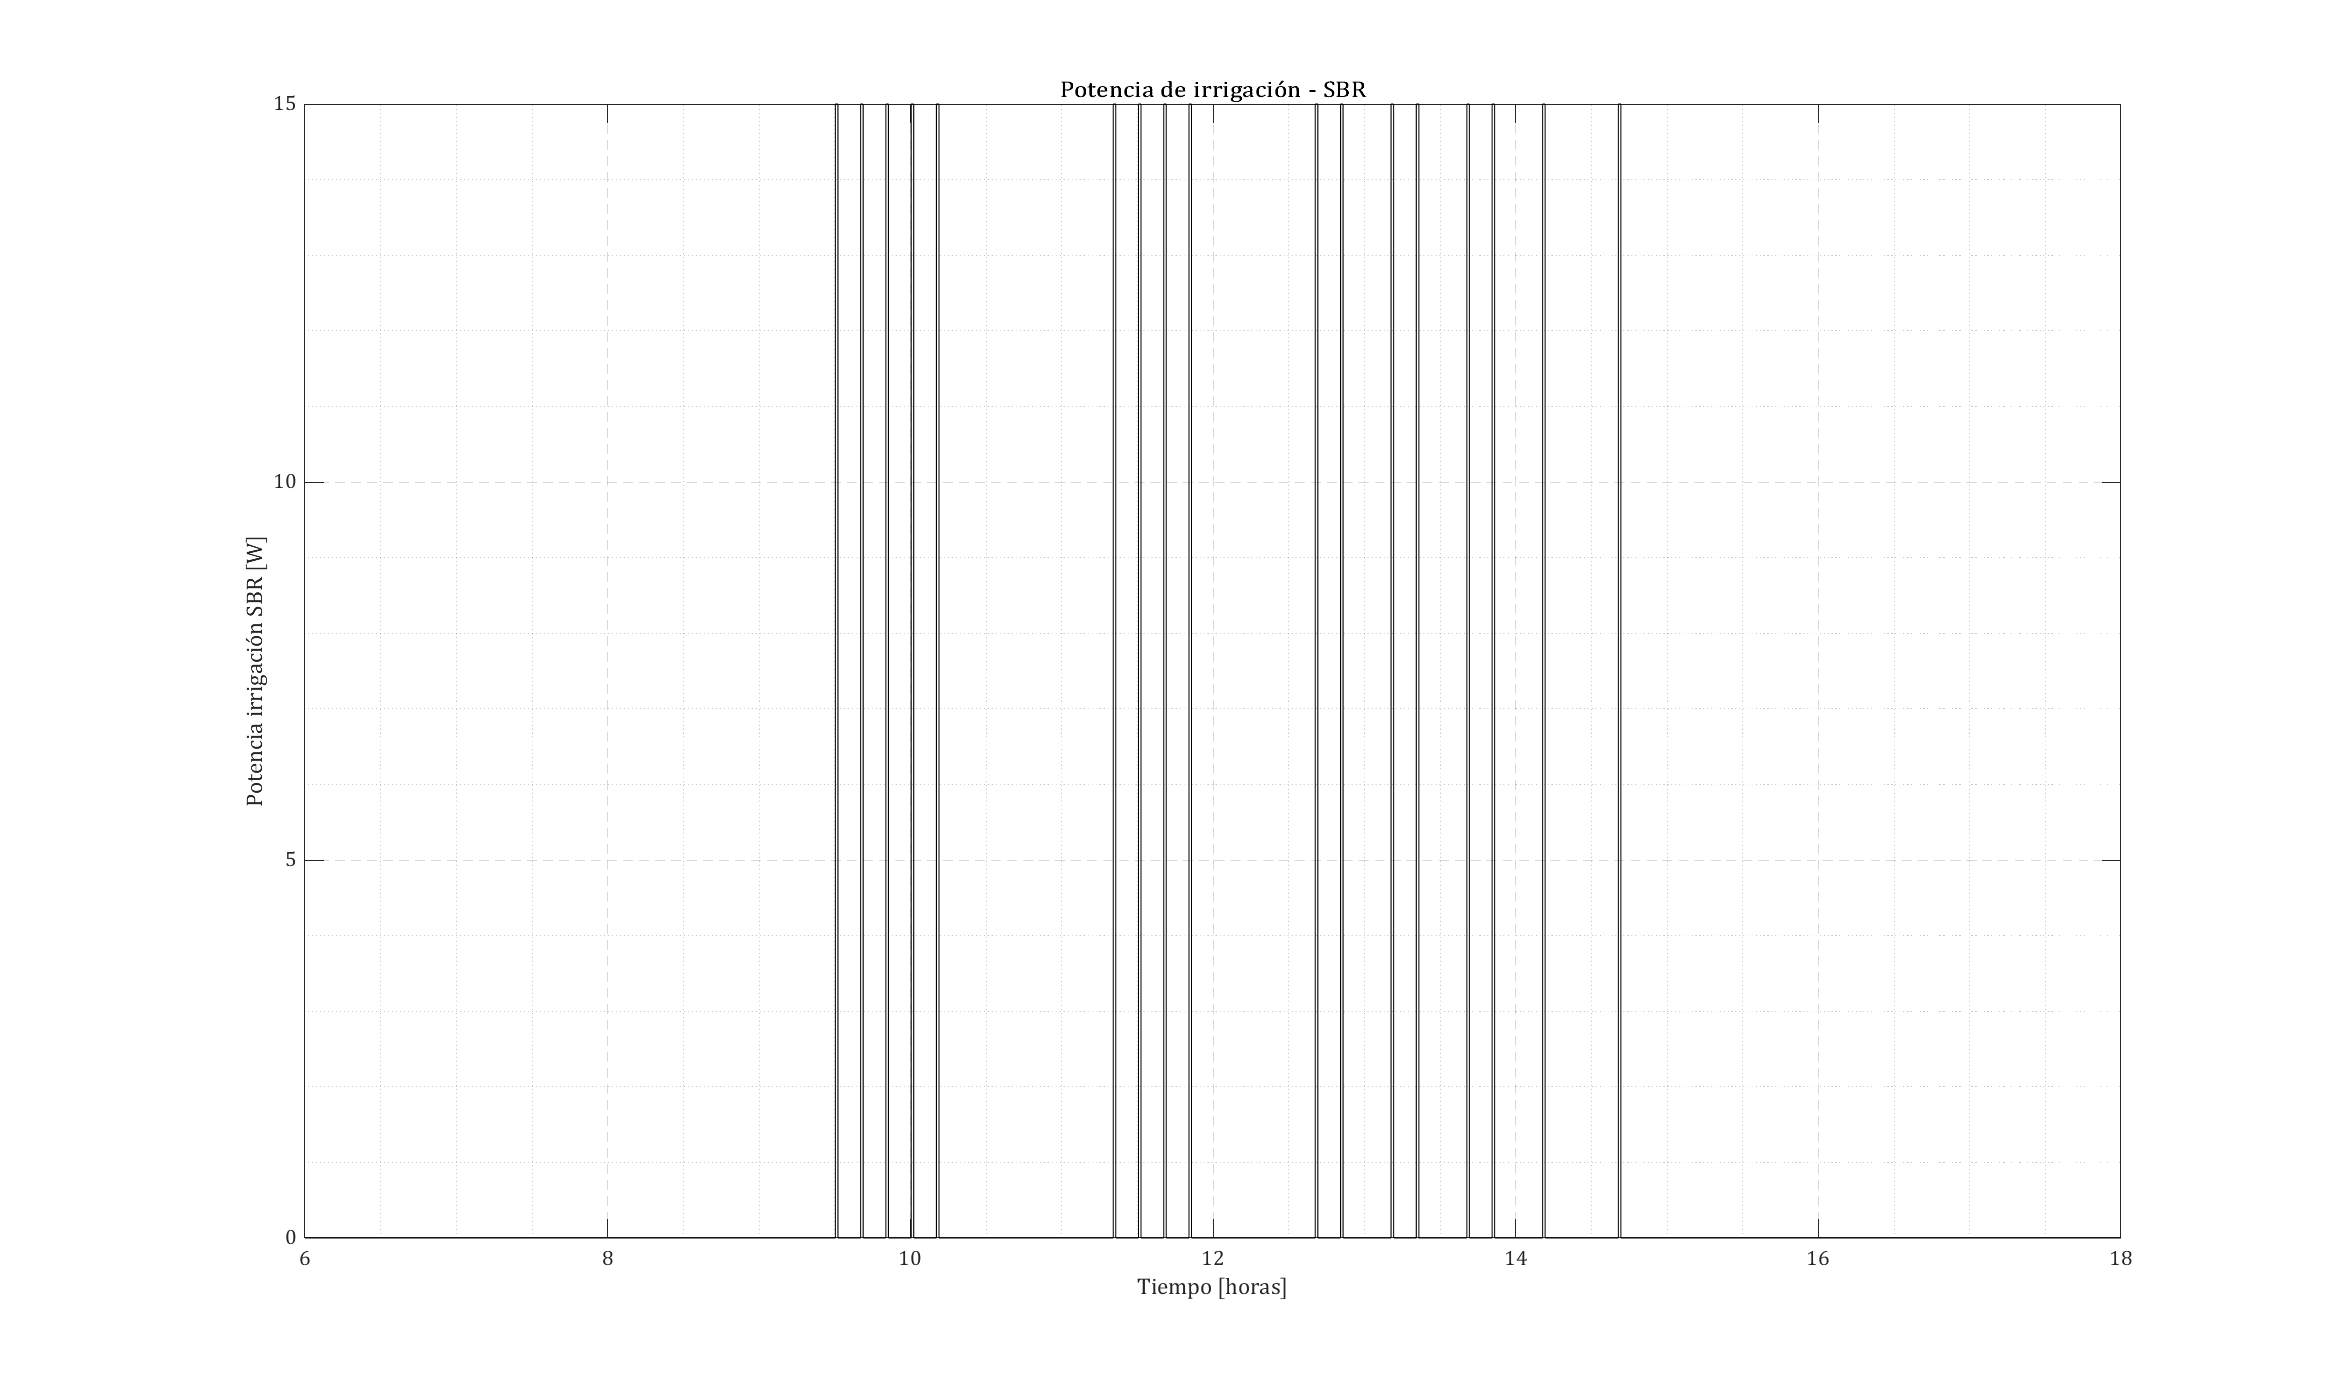 Potencia de irrigación - SBR
15
10
5
0
Potencia irrigación SBR [W]
6 8 10 12 14 16 18
Tiempo [horas]